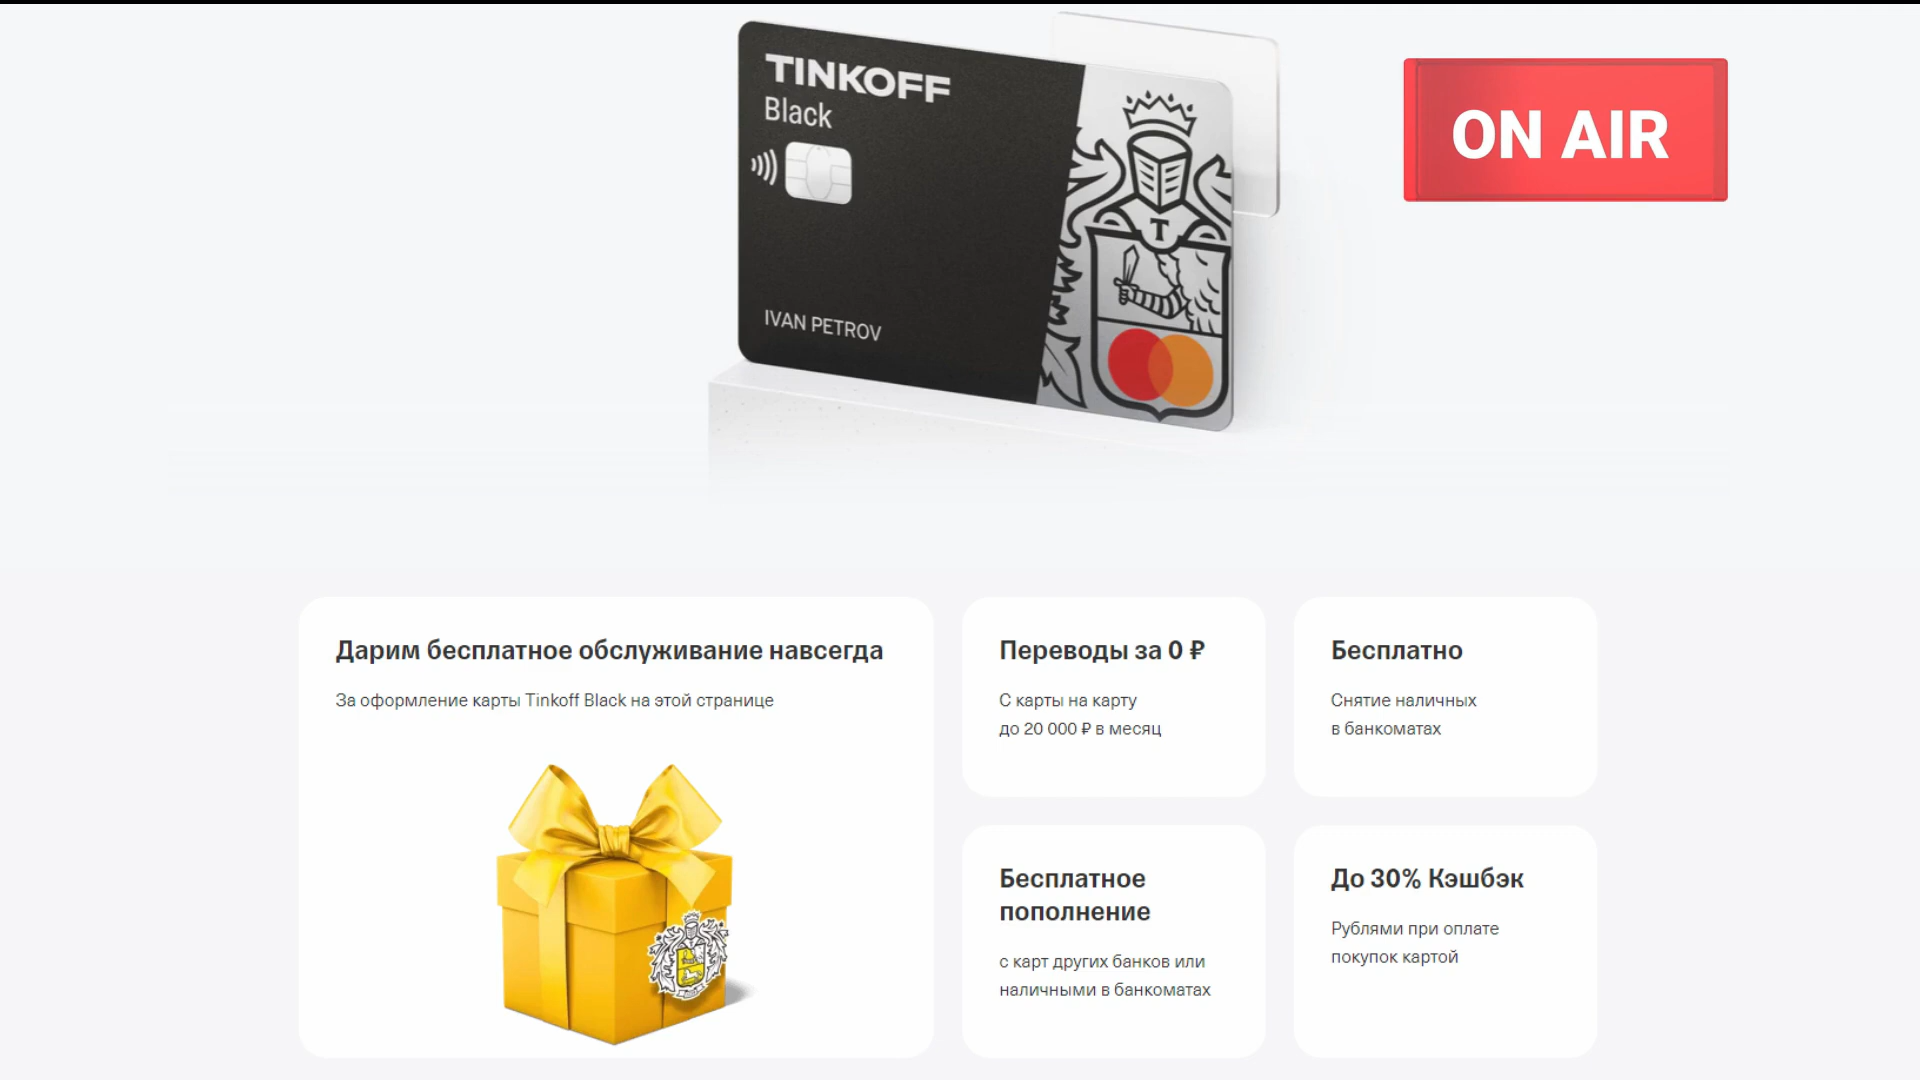 TINKOFF
Black
ON AIR
T
IVAN PETROV
Дарим бесплатное обслуживание навсегда
За оформление карты Tinkoff Black на этой странице
Переводы за 0 ₽
С карты на карту
до 20 000 ₽ в месяц
Бесплатно
Снятие наличных
в банкоматах
Бесплатное
пополнение
с карт других банков или
наличными в банкоматах
До 30% Кэшбэк
Рублями при оплате
покупок картой